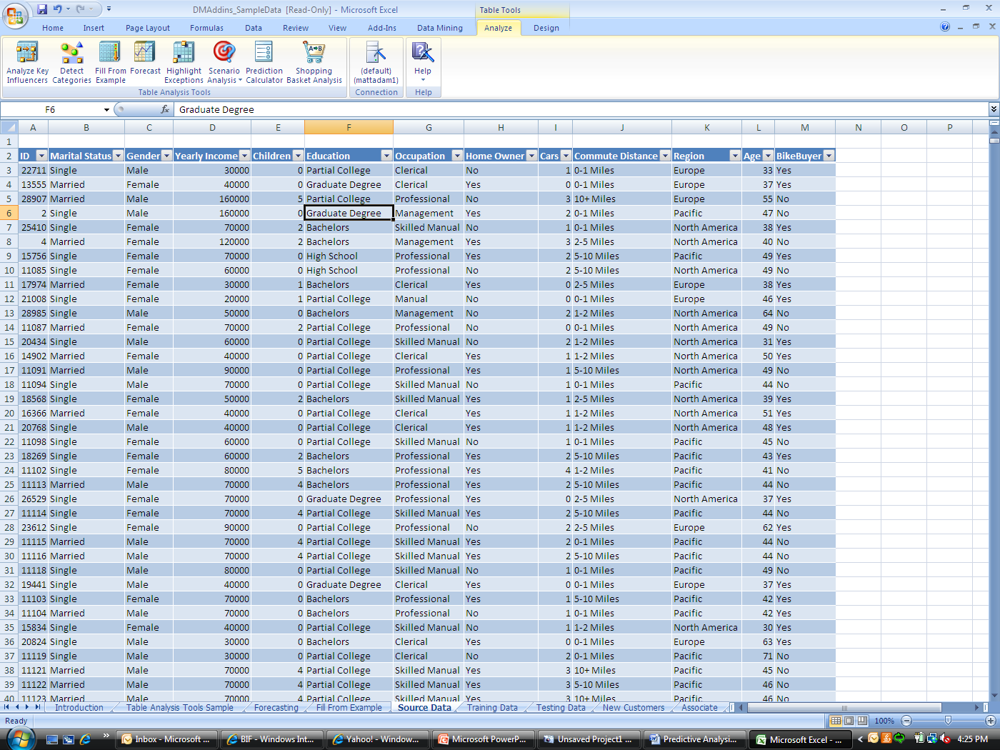 DMAddins_SampleData [Read-Only] - Microsoft Excel
Table Tools
Home Insert Page Layout Formulas Data Review View Add-Ins Data Mining Analyze Design
Analyze Key Influencers Detect Categories Fill From Example Forecast Highlight Exceptions Scenario Analysis Prediction Calculator Shopping Basket Analysis (default) (mattadam1) Help
Table Analysis Tools Connection Help
F6 fx Graduate Degree
A B C D E F G H I J K L M N O P
1
2 ID Marital Status Gender Yearly Income Children Education Occupation Home Owner Cars Commute Distance Region Age BikeBuyer
3 22711 Single Male 30000 0 Partial College Clerical No 1 0-1 Miles Europe 33 Yes
4 13555 Married Female 40000 0 Graduate Degree Clerical Yes 0 0-1 Miles Europe 37 Yes
5 28907 Married Male 160000 5 Partial College Professional No 3 10+ Miles Europe 55 No
6 2 Single Male 160000 0 Graduate Degree Management Yes 2 0-1 Miles Pacific 47 No
7 25410 Single Female 70000 2 Bachelors Skilled Manual No 1 0-1 Miles North America 38 Yes
8 4 Married Female 120000 2 Bachelors Management Yes 3 2-5 Miles North America 40 No
9 15756 Single Female 70000 0 High School Professional Yes 2 5-10 Miles Pacific 49 Yes
10 11085 Single Female 60000 0 High School Professional No 2 5-10 Miles North America 49 No
11 17974 Married Female 30000 1 Bachelors Clerical Yes 0 2-5 Miles Europe 38 Yes
12 21008 Single Female 20000 1 Partial College Manual No 0 0-1 Miles Europe 46 Yes
13 28985 Single Male 50000 0 Bachelors Management No 2 1-2 Miles North America 64 No
14 11087 Married Female 70000 2 Partial College Professional No 0 0-1 Miles North America 49 No
15 20434 Single Male 60000 0 Partial College Skilled Manual No 2 1-2 Miles North America 31 Yes
16 14902 Married Female 40000 0 Partial College Clerical Yes 1 1-2 Miles North America 50 Yes
17 11091 Married Male 90000 0 Partial College Professional Yes 1 5-10 Miles North America 49 No
18 11094 Single Male 70000 0 Partial College Skilled Manual No 1 0-1 Miles Pacific 44 No
19 18568 Single Female 50000 2 Bachelors Skilled Manual Yes 1 2-5 Miles North America 39 Yes
20 16366 Married Female 40000 0 Partial College Clerical Yes 1 1-2 Miles North America 51 Yes
21 20768 Single Male 40000 0 Partial College Clerical Yes 1 1-2 Miles North America 48 Yes
22 11098 Single Female 60000 0 Partial College Skilled Manual No 1 0-1 Miles Pacific 45 No
23 18269 Single Female 60000 2 Bachelors Professional Yes 2 5-10 Miles Pacific 43 Yes
24 11102 Single Female 80000 5 Bachelors Professional Yes 4 1-2 Miles Pacific 41 No
25 11113 Married Male 70000 4 Bachelors Professional Yes 2 5-10 Miles Pacific 44 No
26 26529 Single Female 70000 0 Graduate Degree Professional Yes 0 2-5 Miles North America 37 Yes
27 11114 Single Female 70000 4 Partial College Skilled Manual Yes 2 5-10 Miles Pacific 44 No
28 23612 Single Female 90000 0 Partial College Professional No 2 2-5 Miles Europe 62 Yes
29 11115 Married Male 70000 4 Partial College Skilled Manual Yes 2 0-1 Miles Pacific 44 No
30 11116 Married Male 70000 4 Partial College Skilled Manual Yes 2 5-10 Miles Pacific 44 No
31 11118 Single Male 80000 0 Partial College Skilled Manual No 1 0-1 Miles Pacific 49 No
32 19441 Single Male 40000 0 Graduate Degree Clerical Yes 0 0-1 Miles Europe 37 Yes
33 11103 Single Female 70000 0 Bachelors Professional Yes 1 5-10 Miles Pacific 42 Yes
34 11104 Married Male 70000 0 Bachelors Professional No 1 0-1 Miles Pacific 42 Yes
35 15834 Single Female 40000 0 Partial College Skilled Manual No 1 1-2 Miles North America 30 Yes
36 20824 Single Male 30000 0 Bachelors Clerical Yes 0 0-1 Miles Europe 63 Yes
37 11119 Single Male 30000 0 Partial College Clerical No 2 0-1 Miles Pacific 71 No
38 11121 Married Male 70000 4 Partial College Skilled Manual Yes 3 10+ Miles Pacific 45 No
39 11122 Married Male 70000 4 Partial College Skilled Manual Yes 3 5-10 Miles Pacific 46 No
40 11123 Married Male 70000 4 Partial College Skilled Manual Yes 3 10+ Miles Pacific 46 No
Introduction Table Analysis Tools Sample Forecasting Fill From Example Source Data Training Data Testing Data New Customers Associate
Ready 100%
Inbox - Microsoft ... BIF - Windows Int... Yahoo! - Window... Microsoft PowerP... Unsaved Project1 ... Predictive Analysi... Microsoft Excel - ... 4:25 PM